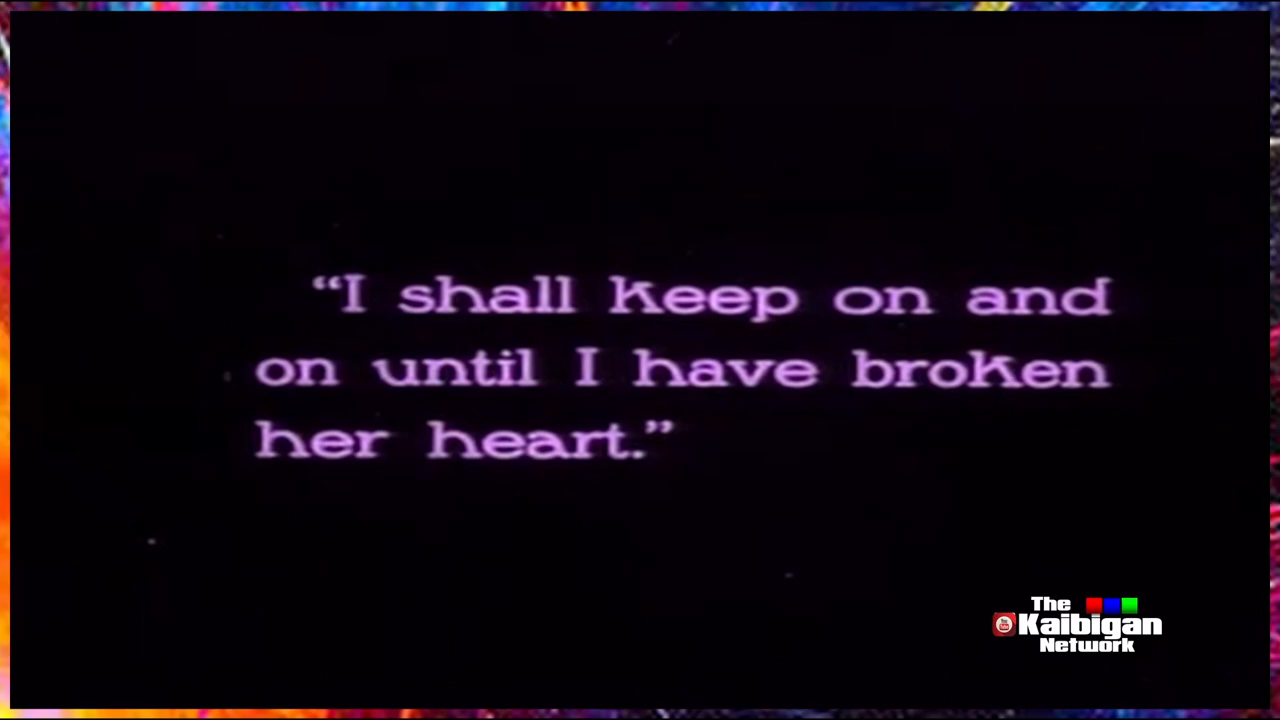 “I shall keep on and
on until I have broken
her heart.”
The
Kaibigan
Network